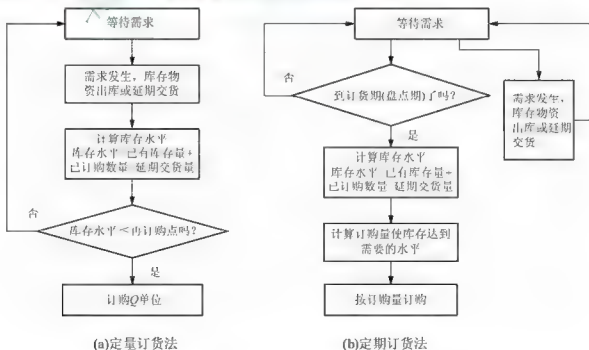 等待需求
需求发生，库存物
资出库或延期交货
计算库存水平
库存水平 已有库存量+
已订购数量 延期交货量
否
库存水平<再订购点吗?
是
订购Q单位
(a)定量订货法
等待需求
否
到订货期(盘点期)了吗?
是
计算库存水平
库存水平 已有库存量+
已订购数量 延期交货量
计算订购量使库存达到
需要的水平
按订购量订购
需求发生，
库存物资出
库或延期
交货
(b)定期订货法